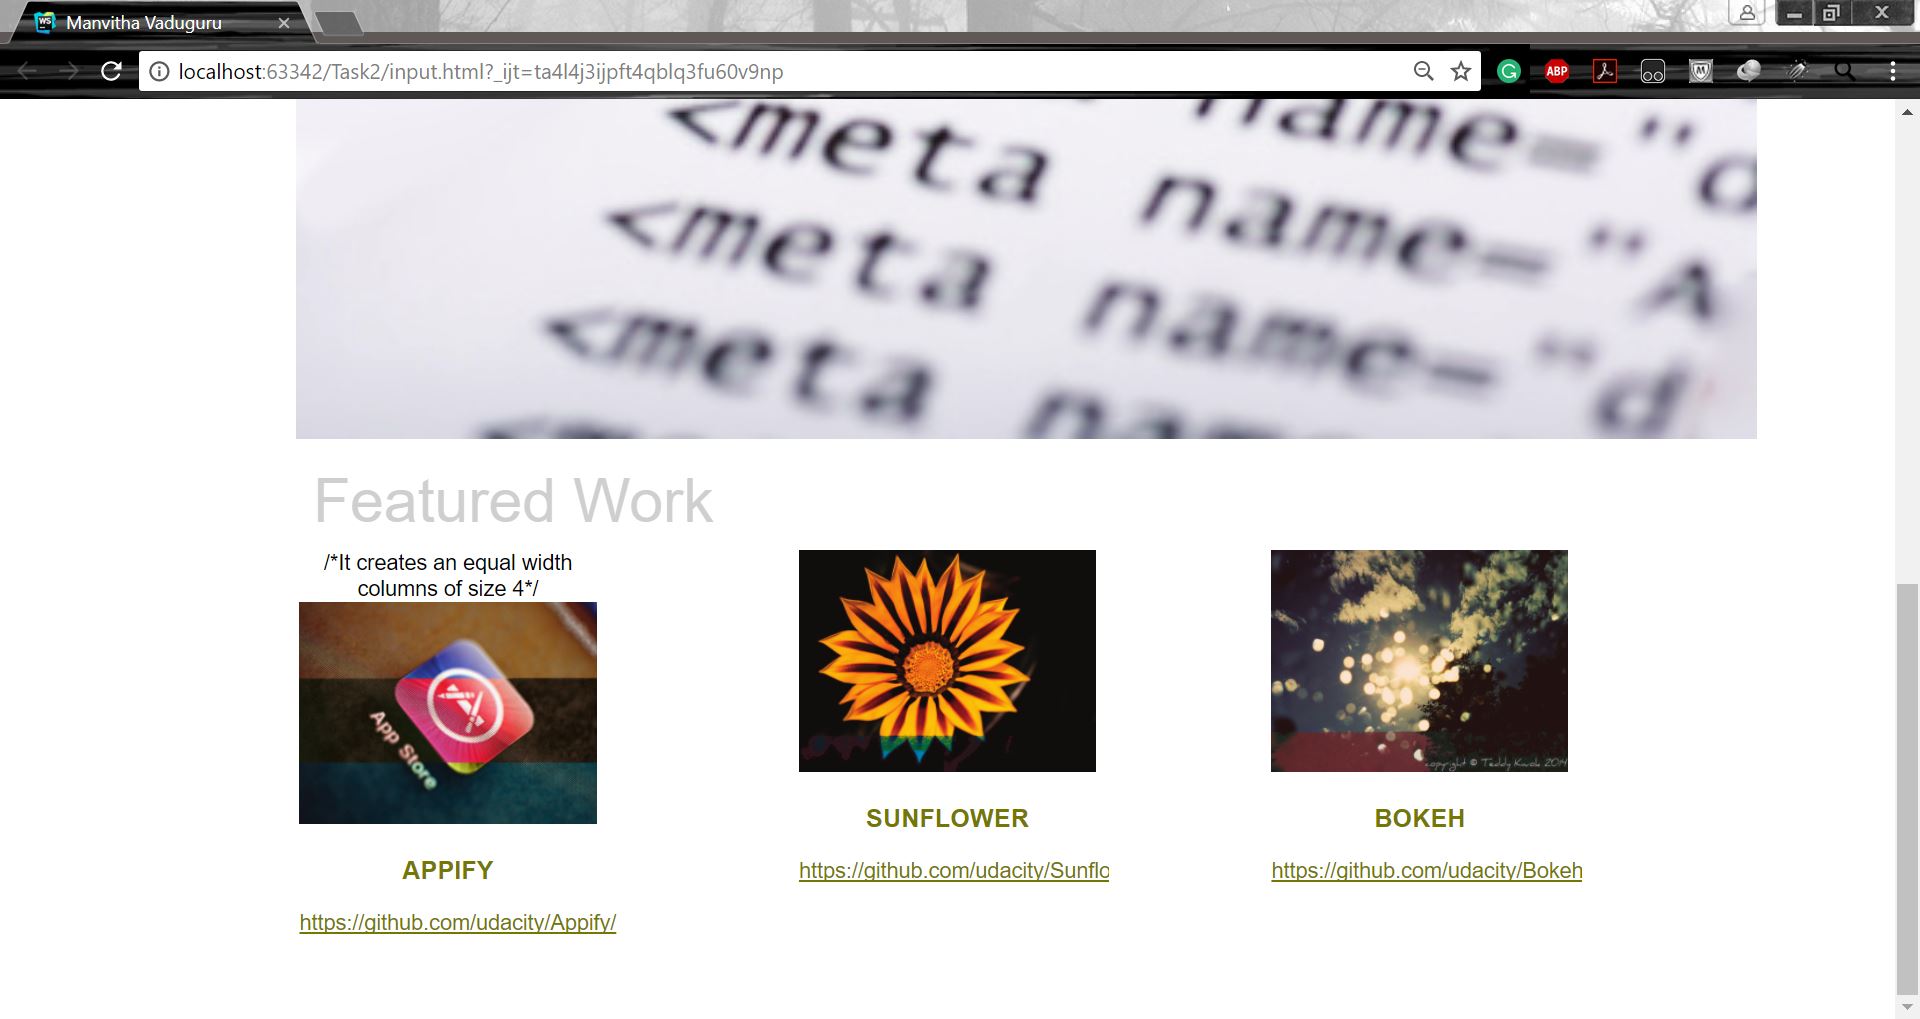 Manvitha Vaduguru
localhost:63342/Task2/input.html?_ijt=ta4l4j3ijpft4qblq3fu60v9np
ABP
name="d
<meta name="A
<meta name="d
<meta name
Featured Work
/*It creates an equal width
columns of size 4*/
App Store
copyright © Teddy Kwok 2014
SUNFLOWER
BOKEH
APPIFY
https://github.com/udacity/Sunflo
https://github.com/udacity/Bokeh
https://github.com/udacity/Appify/